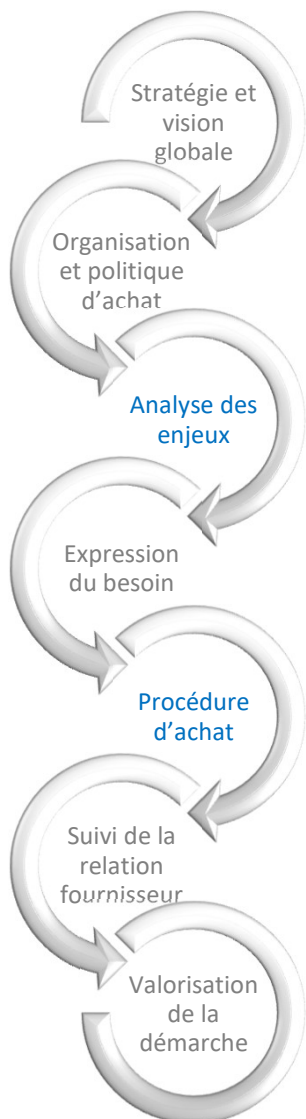 Stratégie et
vision
globale
Organisation
et politique
d'achat
Analyse des
enjeux
Expression
du besoin
Procédure
d'achat
Suivi de la
relation
fournisseur
Valorisation
de la
démarche